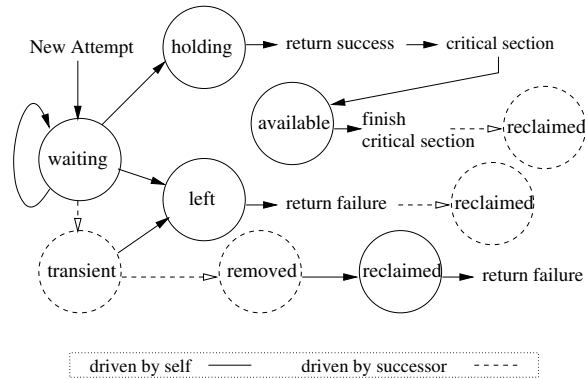 New Attempt
holding
return success
critical section
available
finish
critical section
reclaimed
waiting
left
return failure
reclaimed
transient
removed
reclaimed
return failure
driven by self
driven by successor